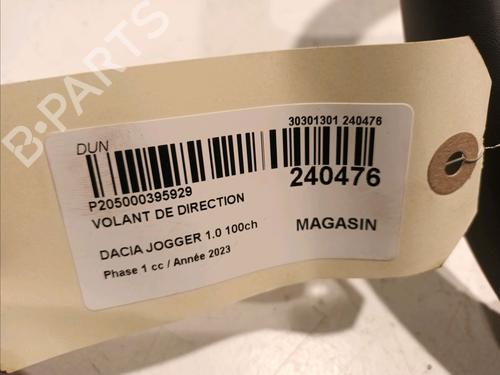 B-PARTS
DUN
30301301 240476
P205000395929
240476
VOLANT DE DIRECTION
DACIA JOGGER 1.0 100ch
MAGASIN
Phase 1 cc / Année 2023